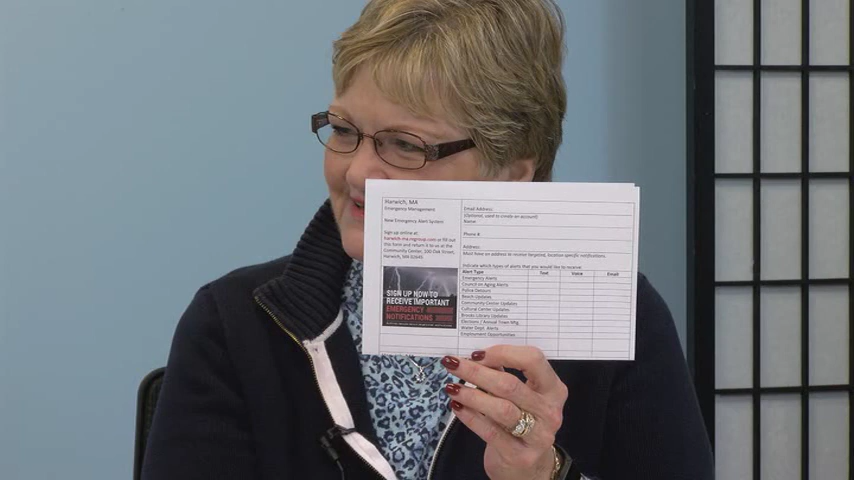 Harwich, MA
Emergency Management
New Emergency Alert System
Sign up online at
harwich-ma.regroup.com or fill out
this form and return it to us at the
Community Center, 100 Oak Street,
Harwich, MA 02645
SIGN UP NOW TO
RECEIVE IMPORTANT
EMERGENCY
NOTIFICATIONS
Email Address
(Optional, used to create an account)
Name
Phone #:
Address:
Must have an address to receive targeted, location specific notifications.
Indicate which types of alerts that you would like to receive:
Alert Type Text Voice Email
Emergency Alerts
Council on Aging Alerts
Police Detours
Beach Updates
Community Center Updates
Cultural Center Updates
Brooks Library Updates
Elections / Annual Town Mtg.
Water Dept. Alerts
Employment Opportunities